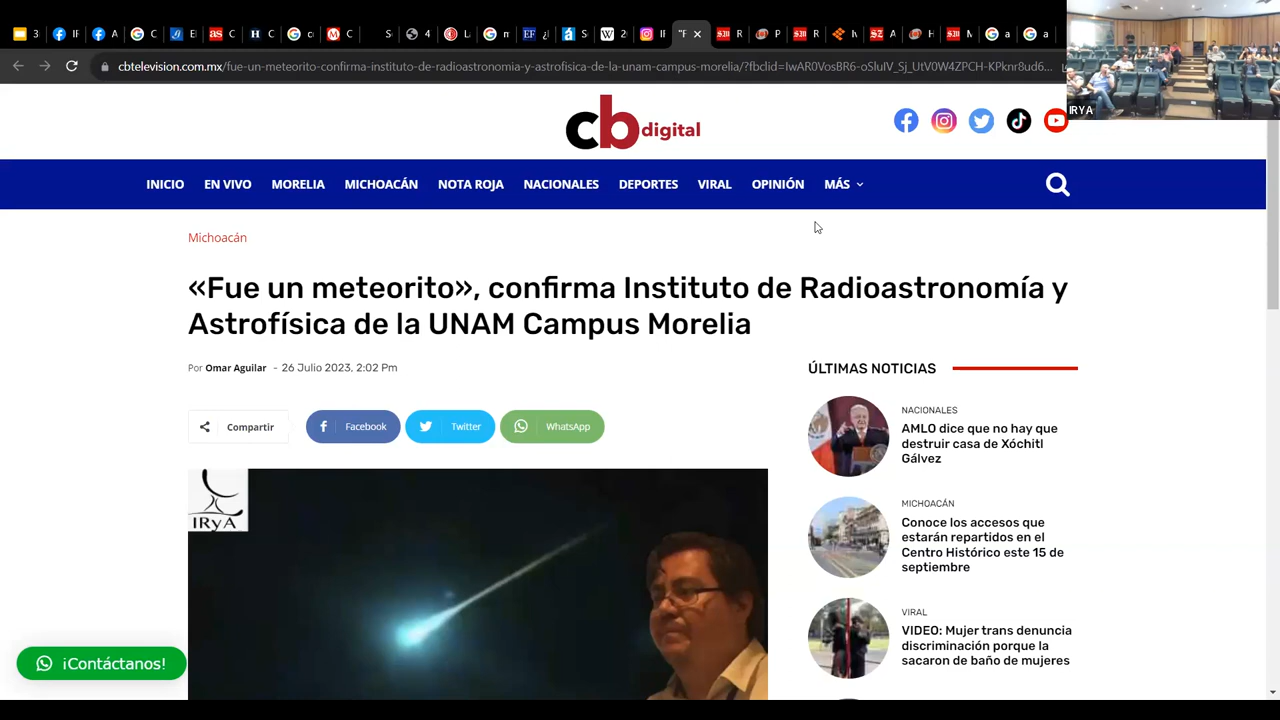 3
IF
A
C
B
C
C
H C
c
C
S
4
L
m
¿
S
2
IF
"F
R
P
R
M
A
H
M
a
a
cbtelevision.com.mx/fue-un-meteorito-confirma-instituto-de-radioastronomia-y-astrofisica-de-la-unam-campus-morelia/?fbclid=IwAR0VosBR6-oSluIV_Sj_UtV0W4ZPCH-KPknr8ud6...
IRyA
cb digital
INICIO EN VIVO MORELIA MICHOACÁN NOTA ROJA NACIONALES DEPORTES VIRAL OPINIÓN MÁS
Michoacán
«Fue un meteorito», confirma Instituto de Radioastronomía y
Astrofísica de la UNAM Campus Morelia
Por Omar Aguilar - 26 Julio 2023, 2:02 Pm
Compartir Facebook Twitter WhatsApp
IRyA
ÚLTIMAS NOTICIAS
NACIONALES
AMLO dice que no hay que
destruir casa de Xóchitl
Gálvez
MICHOACÁN
Conoce los accesos que
estarán repartidos en el
Centro Histórico este 15 de
septiembre
VIRAL
VIDEO: Mujer trans denuncia
discriminación porque la
sacaron de baño de mujeres
¡Contáctanos!